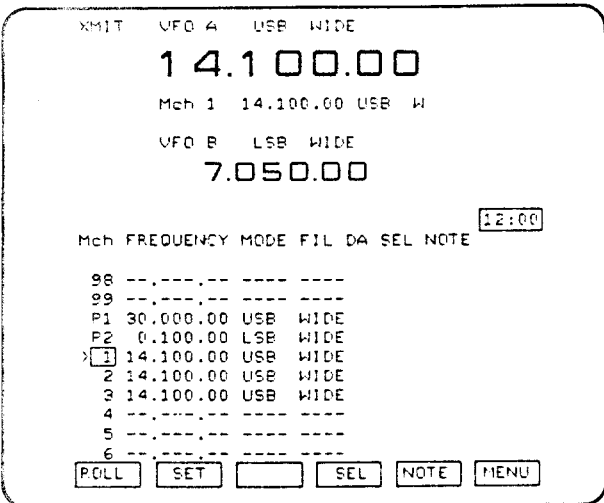 XMIT VFO A USB WIDE
14.100.00
Mch 1 14.100.00 USB W
VFO B LSB WIDE
7.050.00
12:00
Mch FREQUENCY MODE FIL DA SEL NOTE
98 --.---.-- ---- ----
99 --.---.-- ---- ----
P1 30.000.00 USB WIDE
P2 0.100.00 LSB WIDE
>1 14.100.00 USB WIDE
2 14.100.00 USB WIDE
3 14.100.00 USB WIDE
4 --.---.-- ---- ----
5 --.---.-- ---- ----
6 --.---.-- ---- ----
ROLL SET SEL NOTE MENU